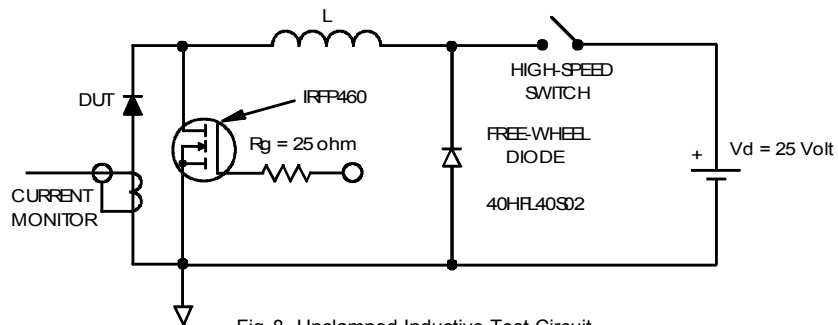 L
HIGH-SPEED
SWITCH
DUT
IRFP460
Rg = 25 ohm
FREE-WHEEL
DIODE
+
Vd = 25 Volt
40HFL40S02
CURRENT
MONITOR
Fig. 8 - Unclamped Inductive Test Circuit